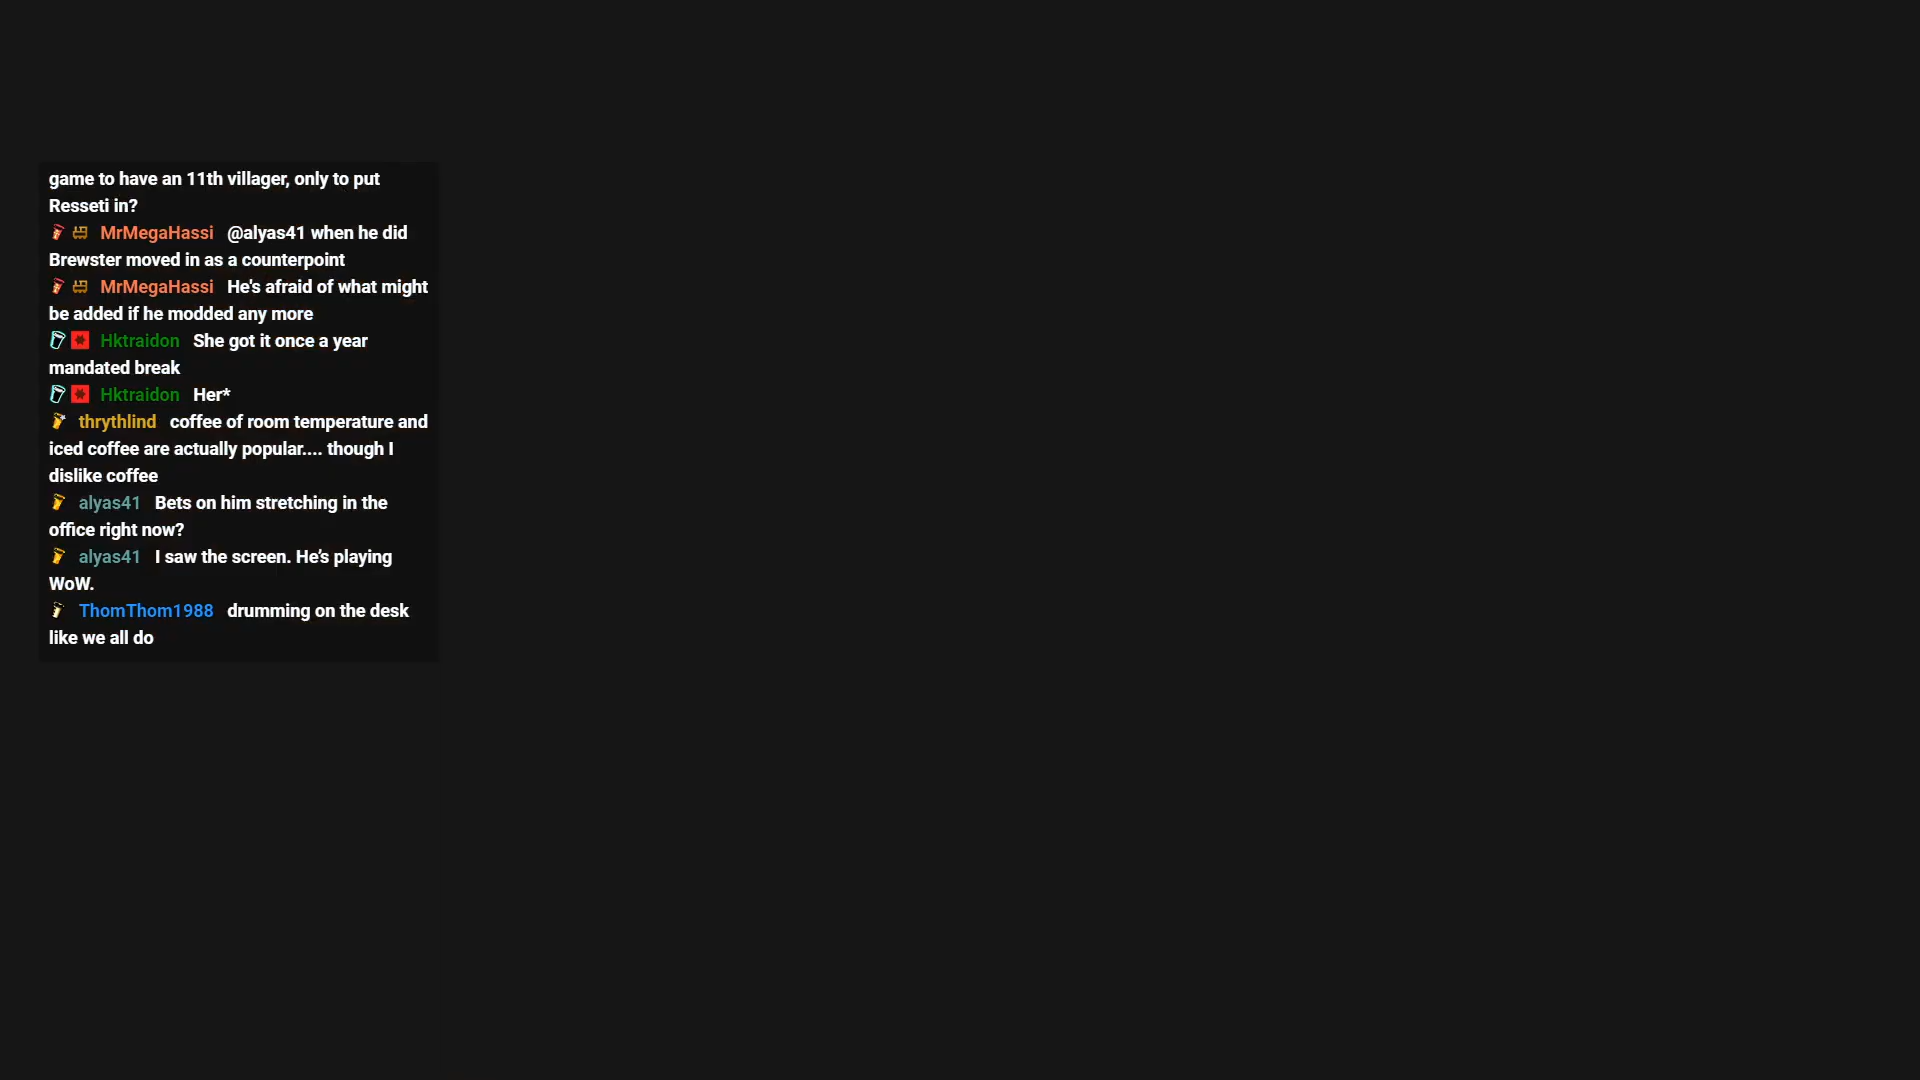 game to have an 11th villager, only to put
Resseti in?
MrMegaHassi @alyas41 when he did
Brewster moved in as a counterpoint
MrMegaHassi He's afraid of what might
be added if he modded any more
Hktraidon She got it once a year
mandated break
Hktraidon Her*
thrythlind coffee of room temperature and
iced coffee are actually popular.... though I
dislike coffee
alyas41 Bets on him stretching in the
office right now?
alyas41 I saw the screen. He’s playing
WoW.
ThomThom1988 drumming on the desk
like we all do